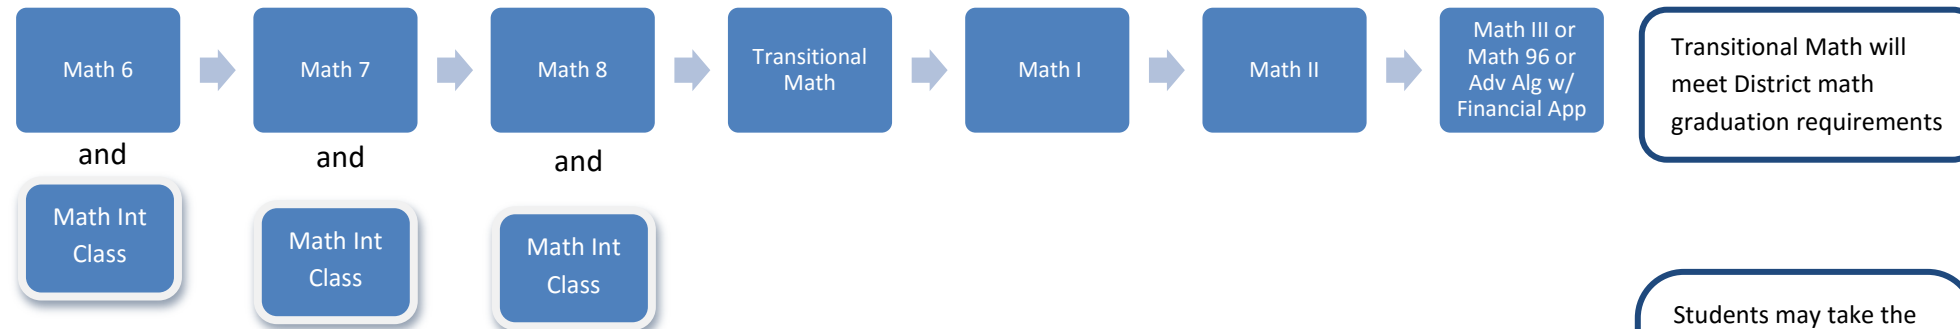 Math 6
Math 7
Math 8
Transitional
Math
Math I
Math II
Math III or
Math 96 or
Adv Alg w/
Financial App
Transitional Math will
meet District math
graduation requirements
and
and
and
Math Int
Class
Math Int
Class
Math Int
Class
Students may take the